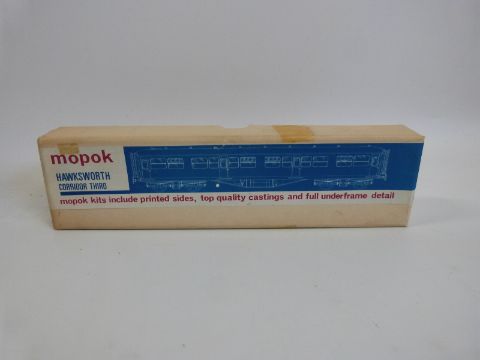 mopok
HAWKSWORTH
CORRIDOR THIRD
mopok kits include printed sides, top quality castings and full underframe detail